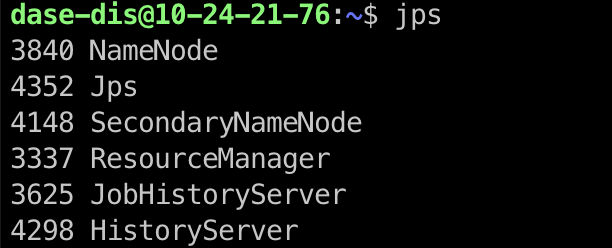 dase-dis@10-24-21-76:~$ jps
3840 NameNode
4352 Jps
4148 SecondaryNameNode
3337 ResourceManager
3625 JobHistoryServer
4298 HistoryServer